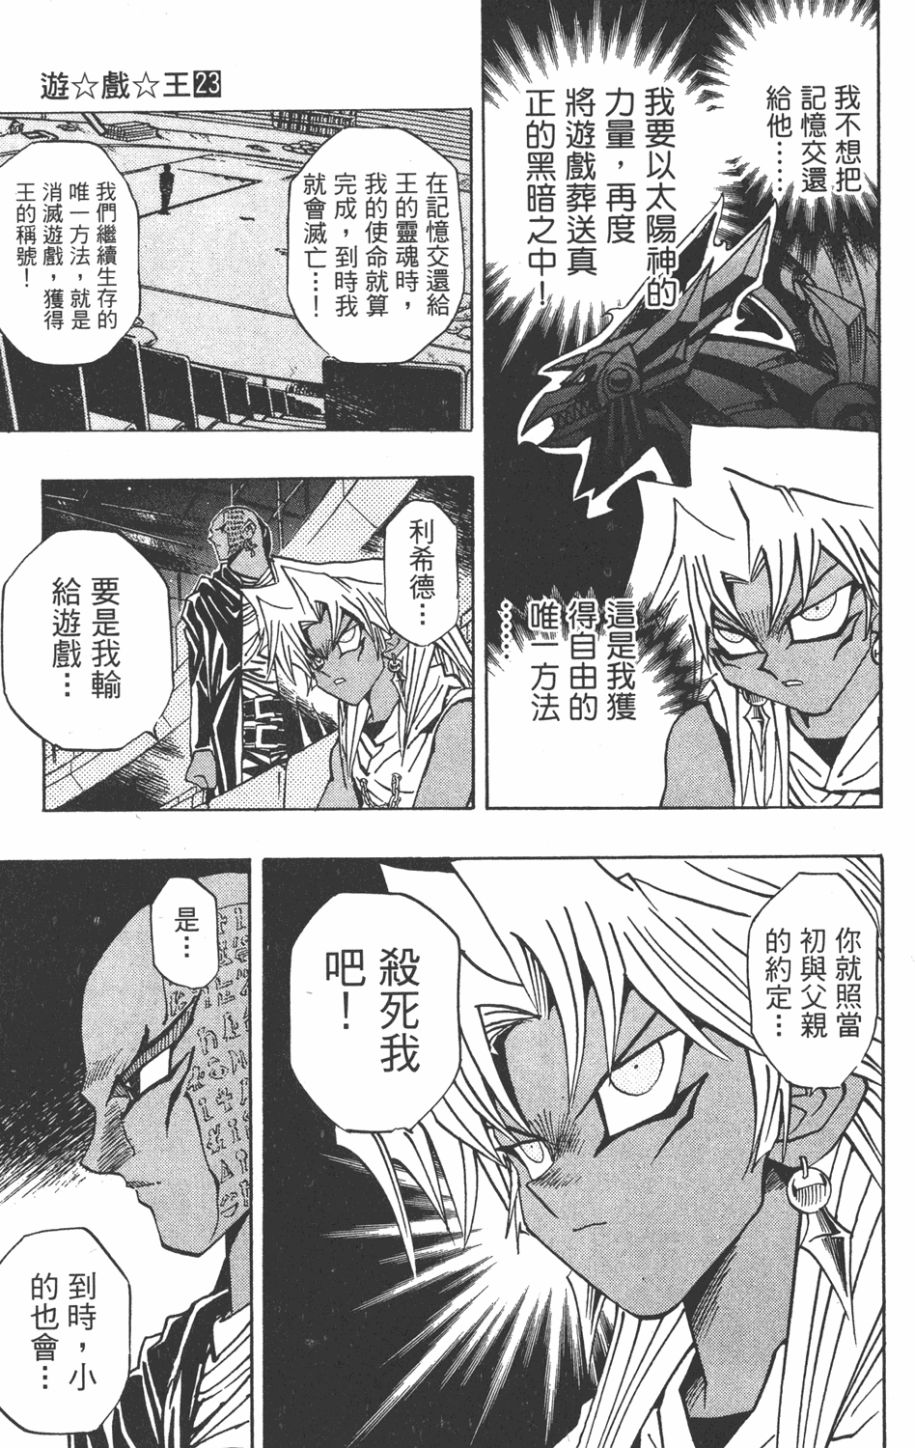 遊☆戲☆王23
我不想把
記憶交還
給他……
我要以太陽神的
力量，再度
將遊戲葬送真
正的黑暗之中！
這是我獲
得自由的
唯一方法
……
在記憶交還給
王的靈魂時，
我的使命就算
完成，到時我
就會滅亡…！
我們繼續生存的
唯一方法，就是
消滅遊戲，獲得
王的稱號！
利希德…
要是我輸
給遊戲…
你就照當
初與父親
的約定…
殺死我
吧！
是…
到時，小
的也會…